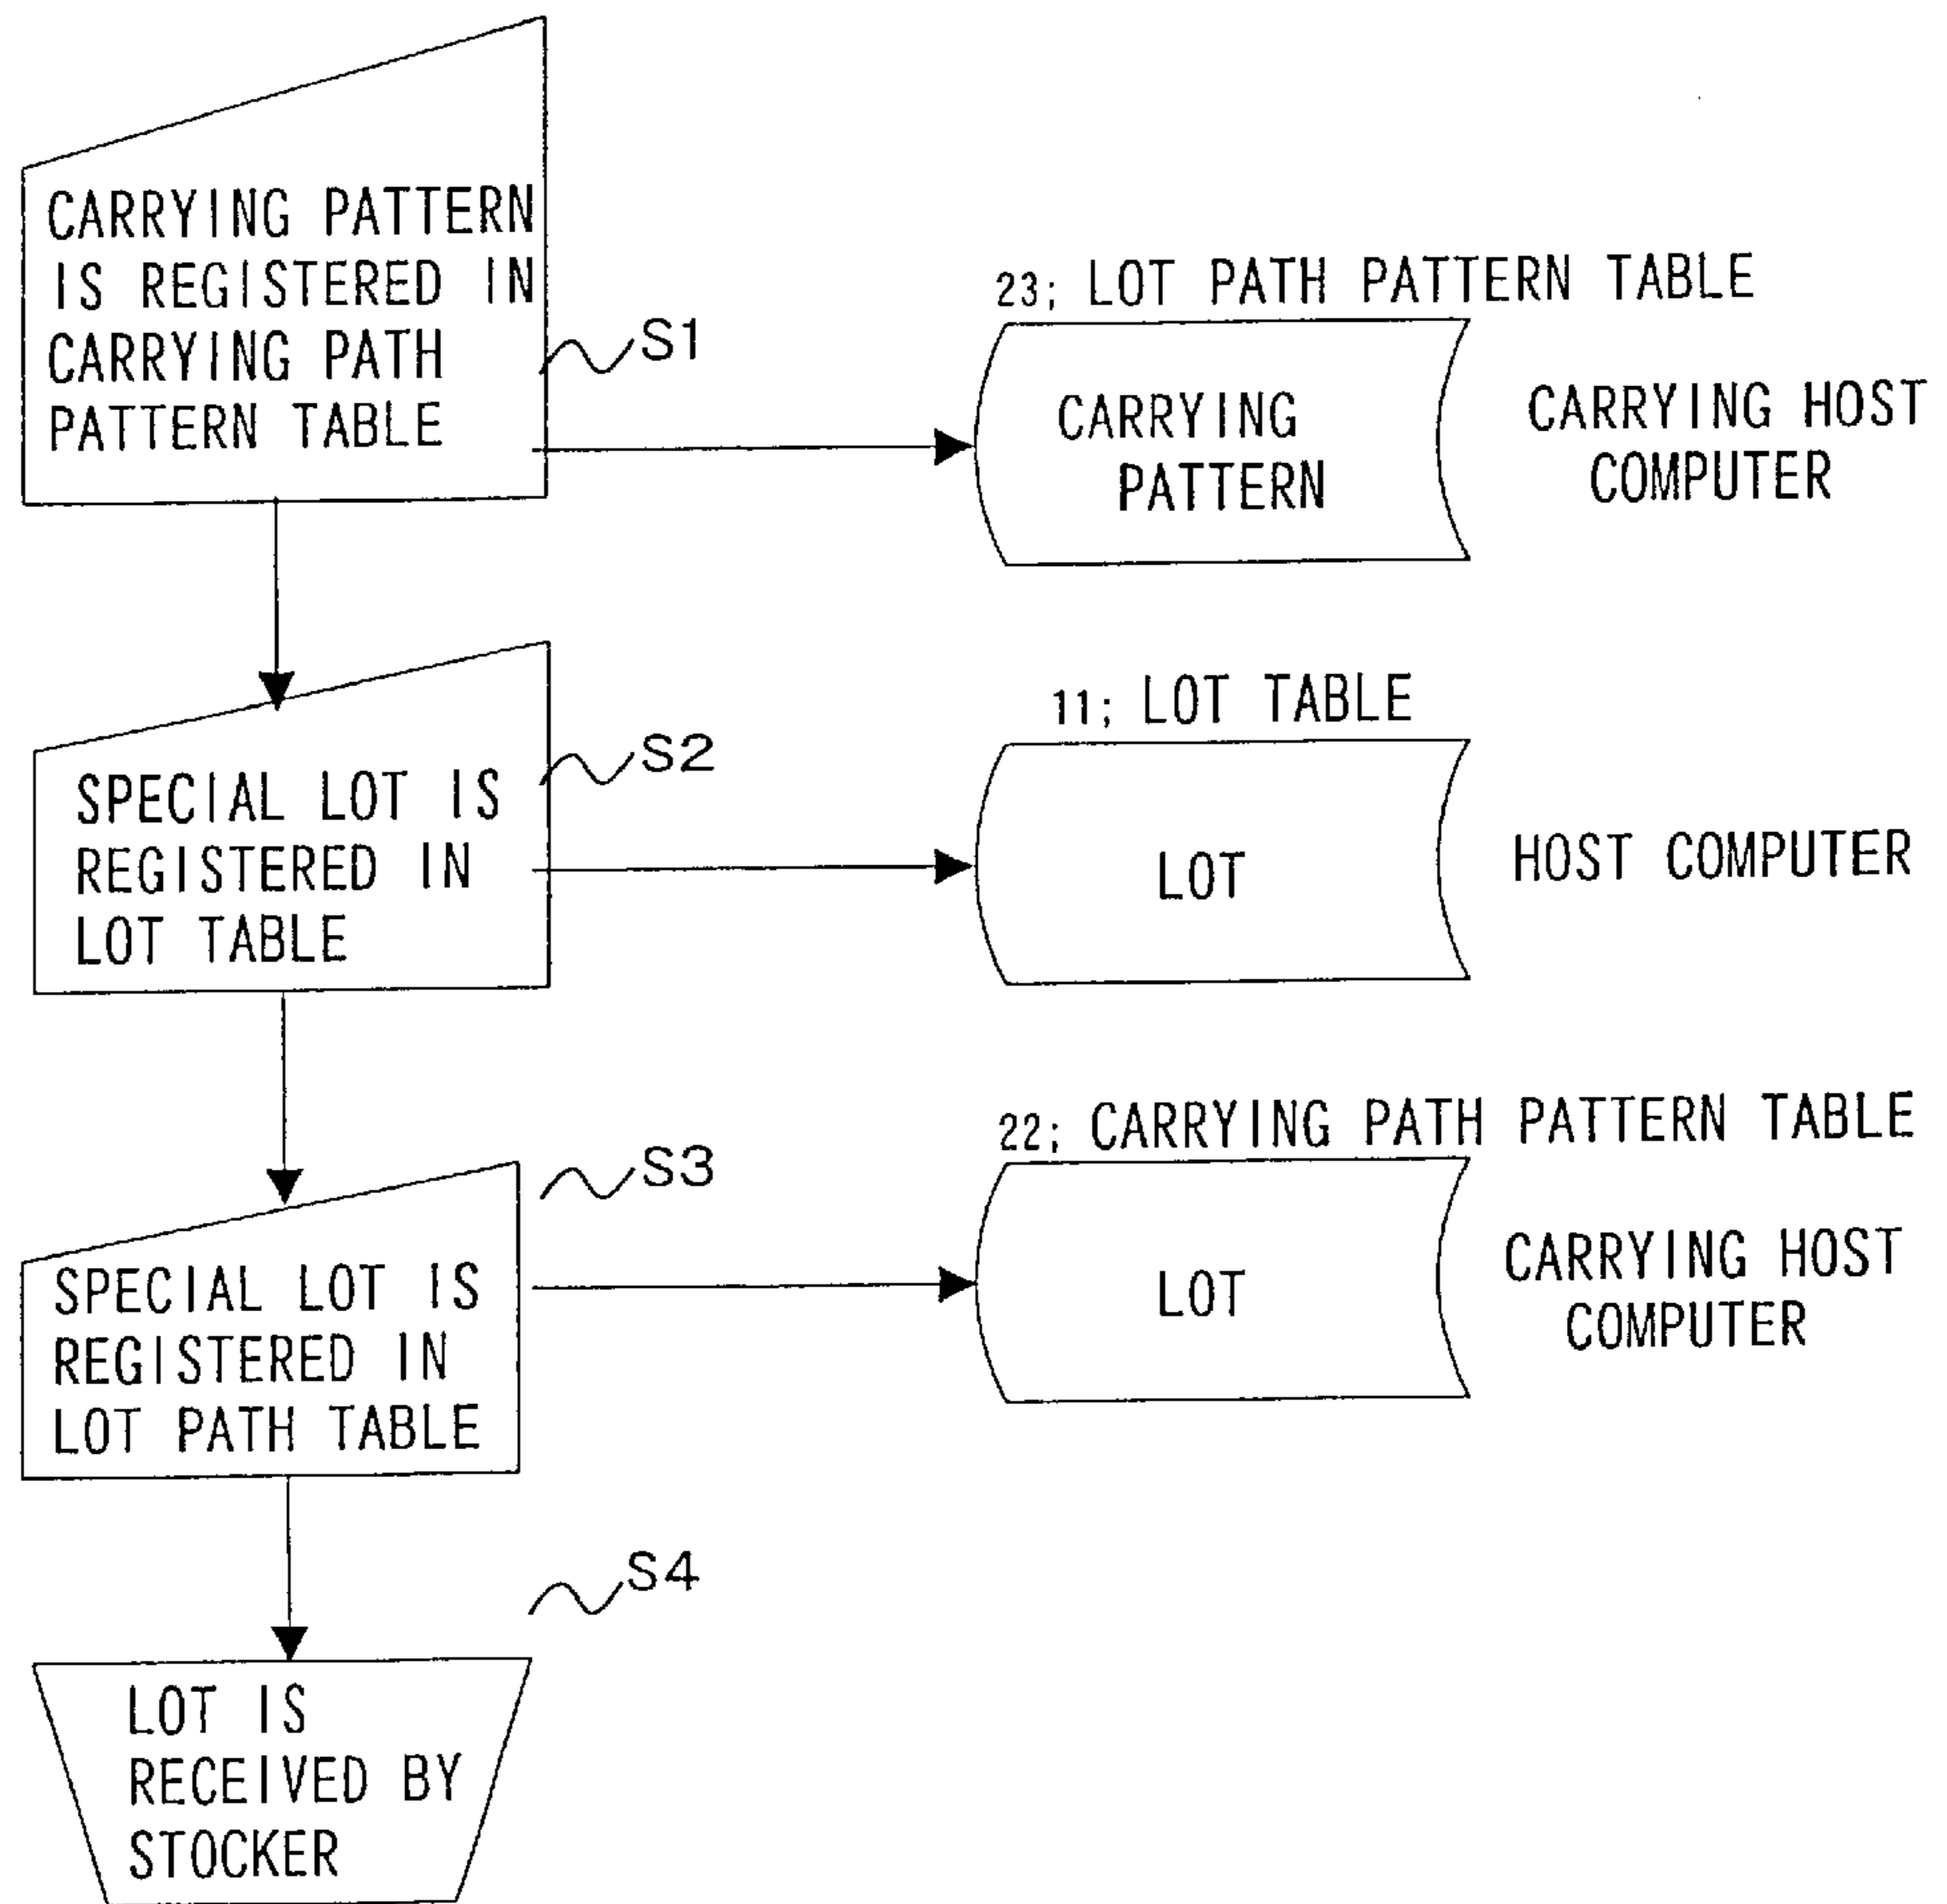 CARRYING PATTERN
IS REGISTERED IN
CARRYING PATH
PATTERN TABLE
S1
23; LOT PATH PATTERN TABLE
CARRYING
PATTERN
CARRYING HOST
COMPUTER
SPECIAL LOT IS
REGISTERED IN
LOT TABLE
S2
11; LOT TABLE
LOT
HOST COMPUTER
SPECIAL LOT IS
REGISTERED IN
LOT PATH TABLE
S3
22; CARRYING PATH PATTERN TABLE
LOT
CARRYING HOST
COMPUTER
S4
LOT IS
RECEIVED BY
STOCKER